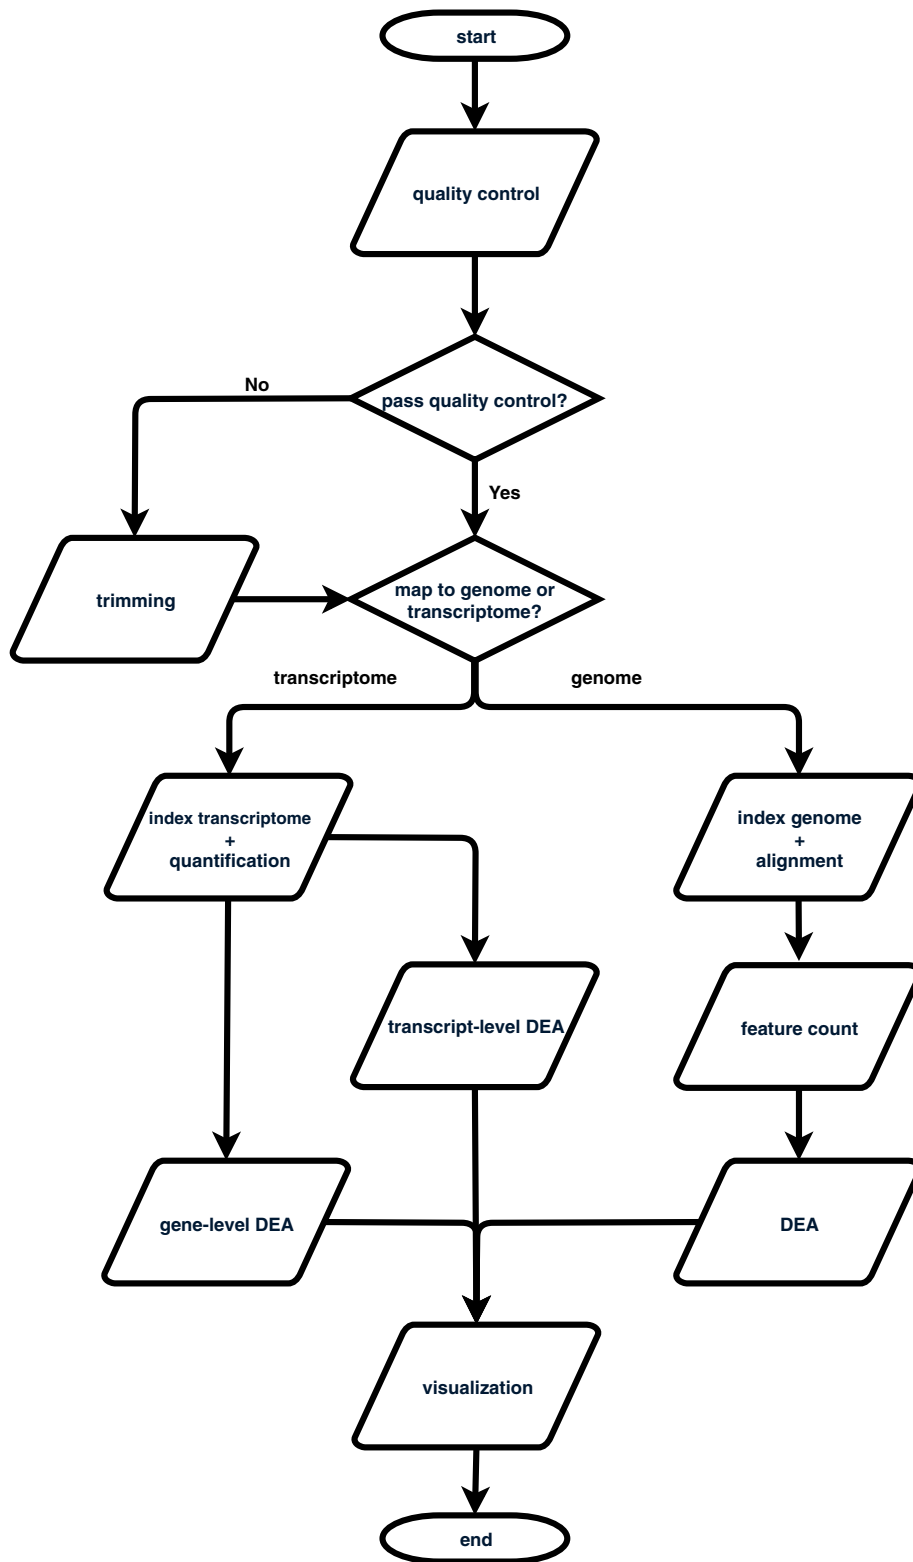 start
quality control
pass quality control?
No
Yes
trimming
map to genome or
transcriptome?
transcriptome
genome
index transcriptome
+
quantification
index genome
+
alignment
transcript-level DEA
feature count
gene-level DEA
DEA
visualization
end